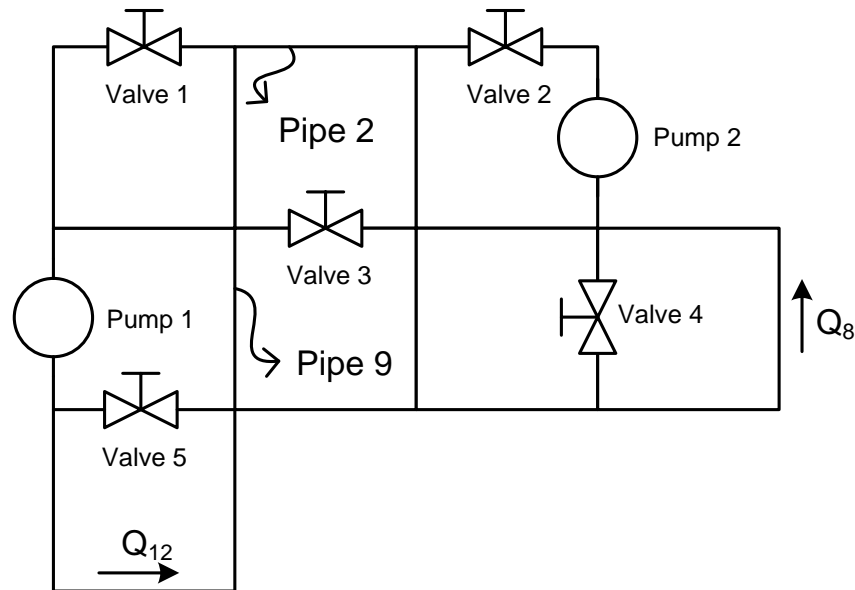 Valve 1
Valve 2
Pipe 2
Pump 2
Valve 3
Pump 1
Valve 4
Q8
Pipe 9
Valve 5
Q12